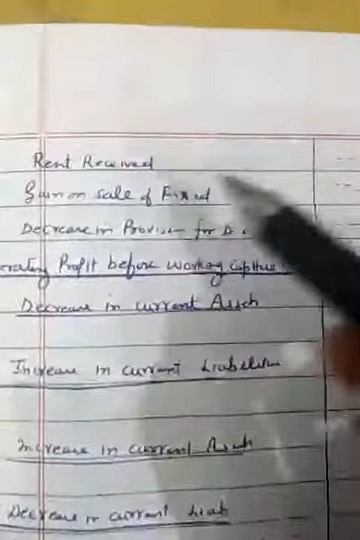 Rent Received
Gain on sale of Fixed
Decrease in Provision for D
erating Profit before working Capital
Decrease in current Assets
Increase in current Liabilities
Increase in current Assets
Decrease in current Liab